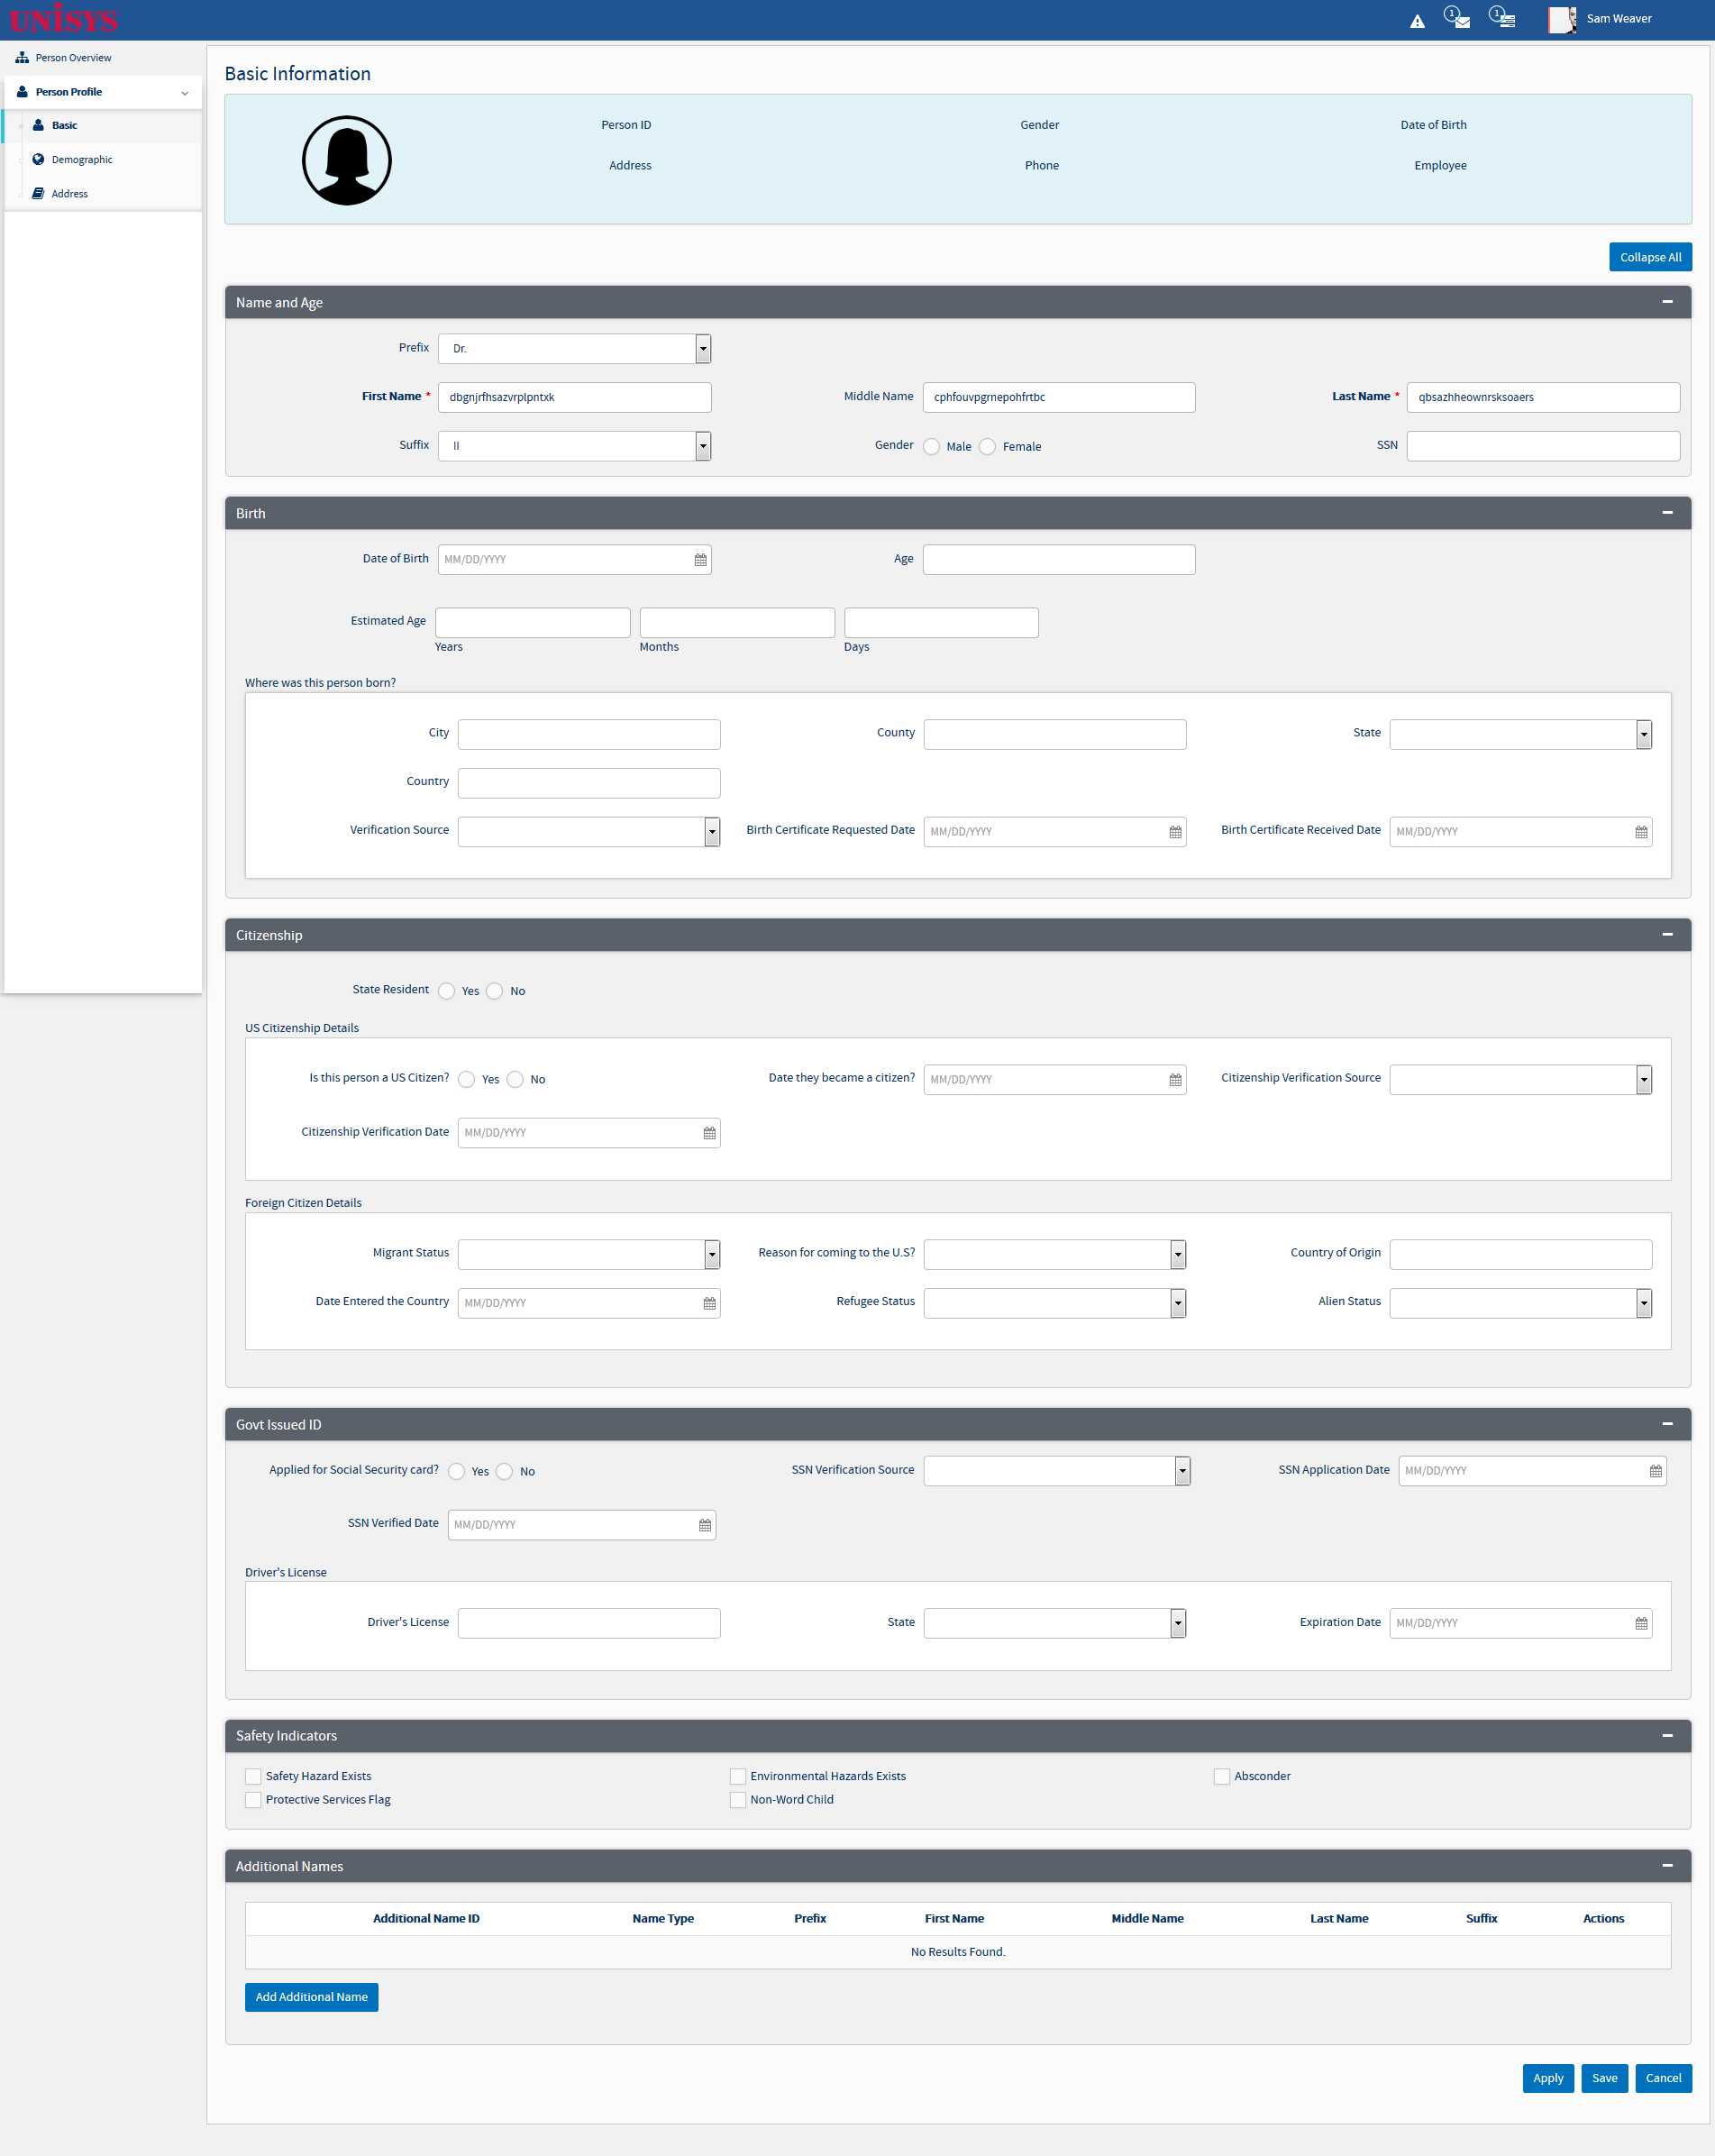 UNiSYS
1
1
Sam Weaver
Person Overview
Person Profile
Basic
Demographic
Address
Basic Information
Person ID
Gender
Date of Birth
Address
Phone
Employee
Collapse All
Name and Age
Prefix
Dr.
First Name *
dbgnjrfhsazvrplpntxk
Middle Name
cphfouvpgrnepohfrtbc
Last Name *
qbsazhheownrsksoaers
Suffix
II
Gender
Male
Female
SSN
Birth
Date of Birth
MM/DD/YYYY
Age
Estimated Age
Years
Months
Days
Where was this person born?
City
County
State
Country
Verification Source
Birth Certificate Requested Date
MM/DD/YYYY
Birth Certificate Received Date
MM/DD/YYYY
Citizenship
State Resident
Yes
No
US Citizenship Details
Is this person a US Citizen?
Yes
No
Date they became a citizen?
MM/DD/YYYY
Citizenship Verification Source
Citizenship Verification Date
MM/DD/YYYY
Foreign Citizen Details
Migrant Status
Reason for coming to the U.S?
Country of Origin
Date Entered the Country
MM/DD/YYYY
Refugee Status
Alien Status
Govt Issued ID
Applied for Social Security card?
Yes
No
SSN Verification Source
SSN Application Date
MM/DD/YYYY
SSN Verified Date
MM/DD/YYYY
Driver's License
Driver's License
State
Expiration Date
MM/DD/YYYY
Safety Indicators
Safety Hazard Exists
Environmental Hazards Exists
Absconder
Protective Services Flag
Non-Word Child
Additional Names
Additional Name ID
Name Type
Prefix
First Name
Middle Name
Last Name
Suffix
Actions
No Results Found.
Add Additional Name
Apply
Save
Cancel